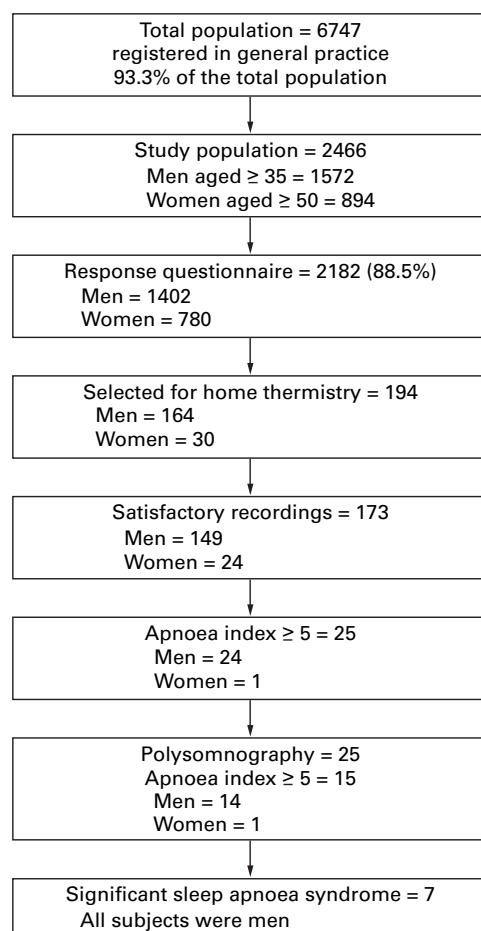 Total population = 6747
registered in general practice
93.3% of the total population
Study population = 2466
Men aged ≥ 35 = 1572
Women aged ≥ 50 = 894
Response questionnaire = 2182 (88.5%)
Men = 1402
Women = 780
Selected for home thermistry = 194
Men = 164
Women = 30
Satisfactory recordings = 173
Men = 149
Women = 24
Apnoea index ≥ 5 = 25
Men = 24
Women = 1
Polysomnography = 25
Apnoea index ≥ 5 = 15
Men = 14
Women = 1
Significant sleep apnoea syndrome = 7
All subjects were men